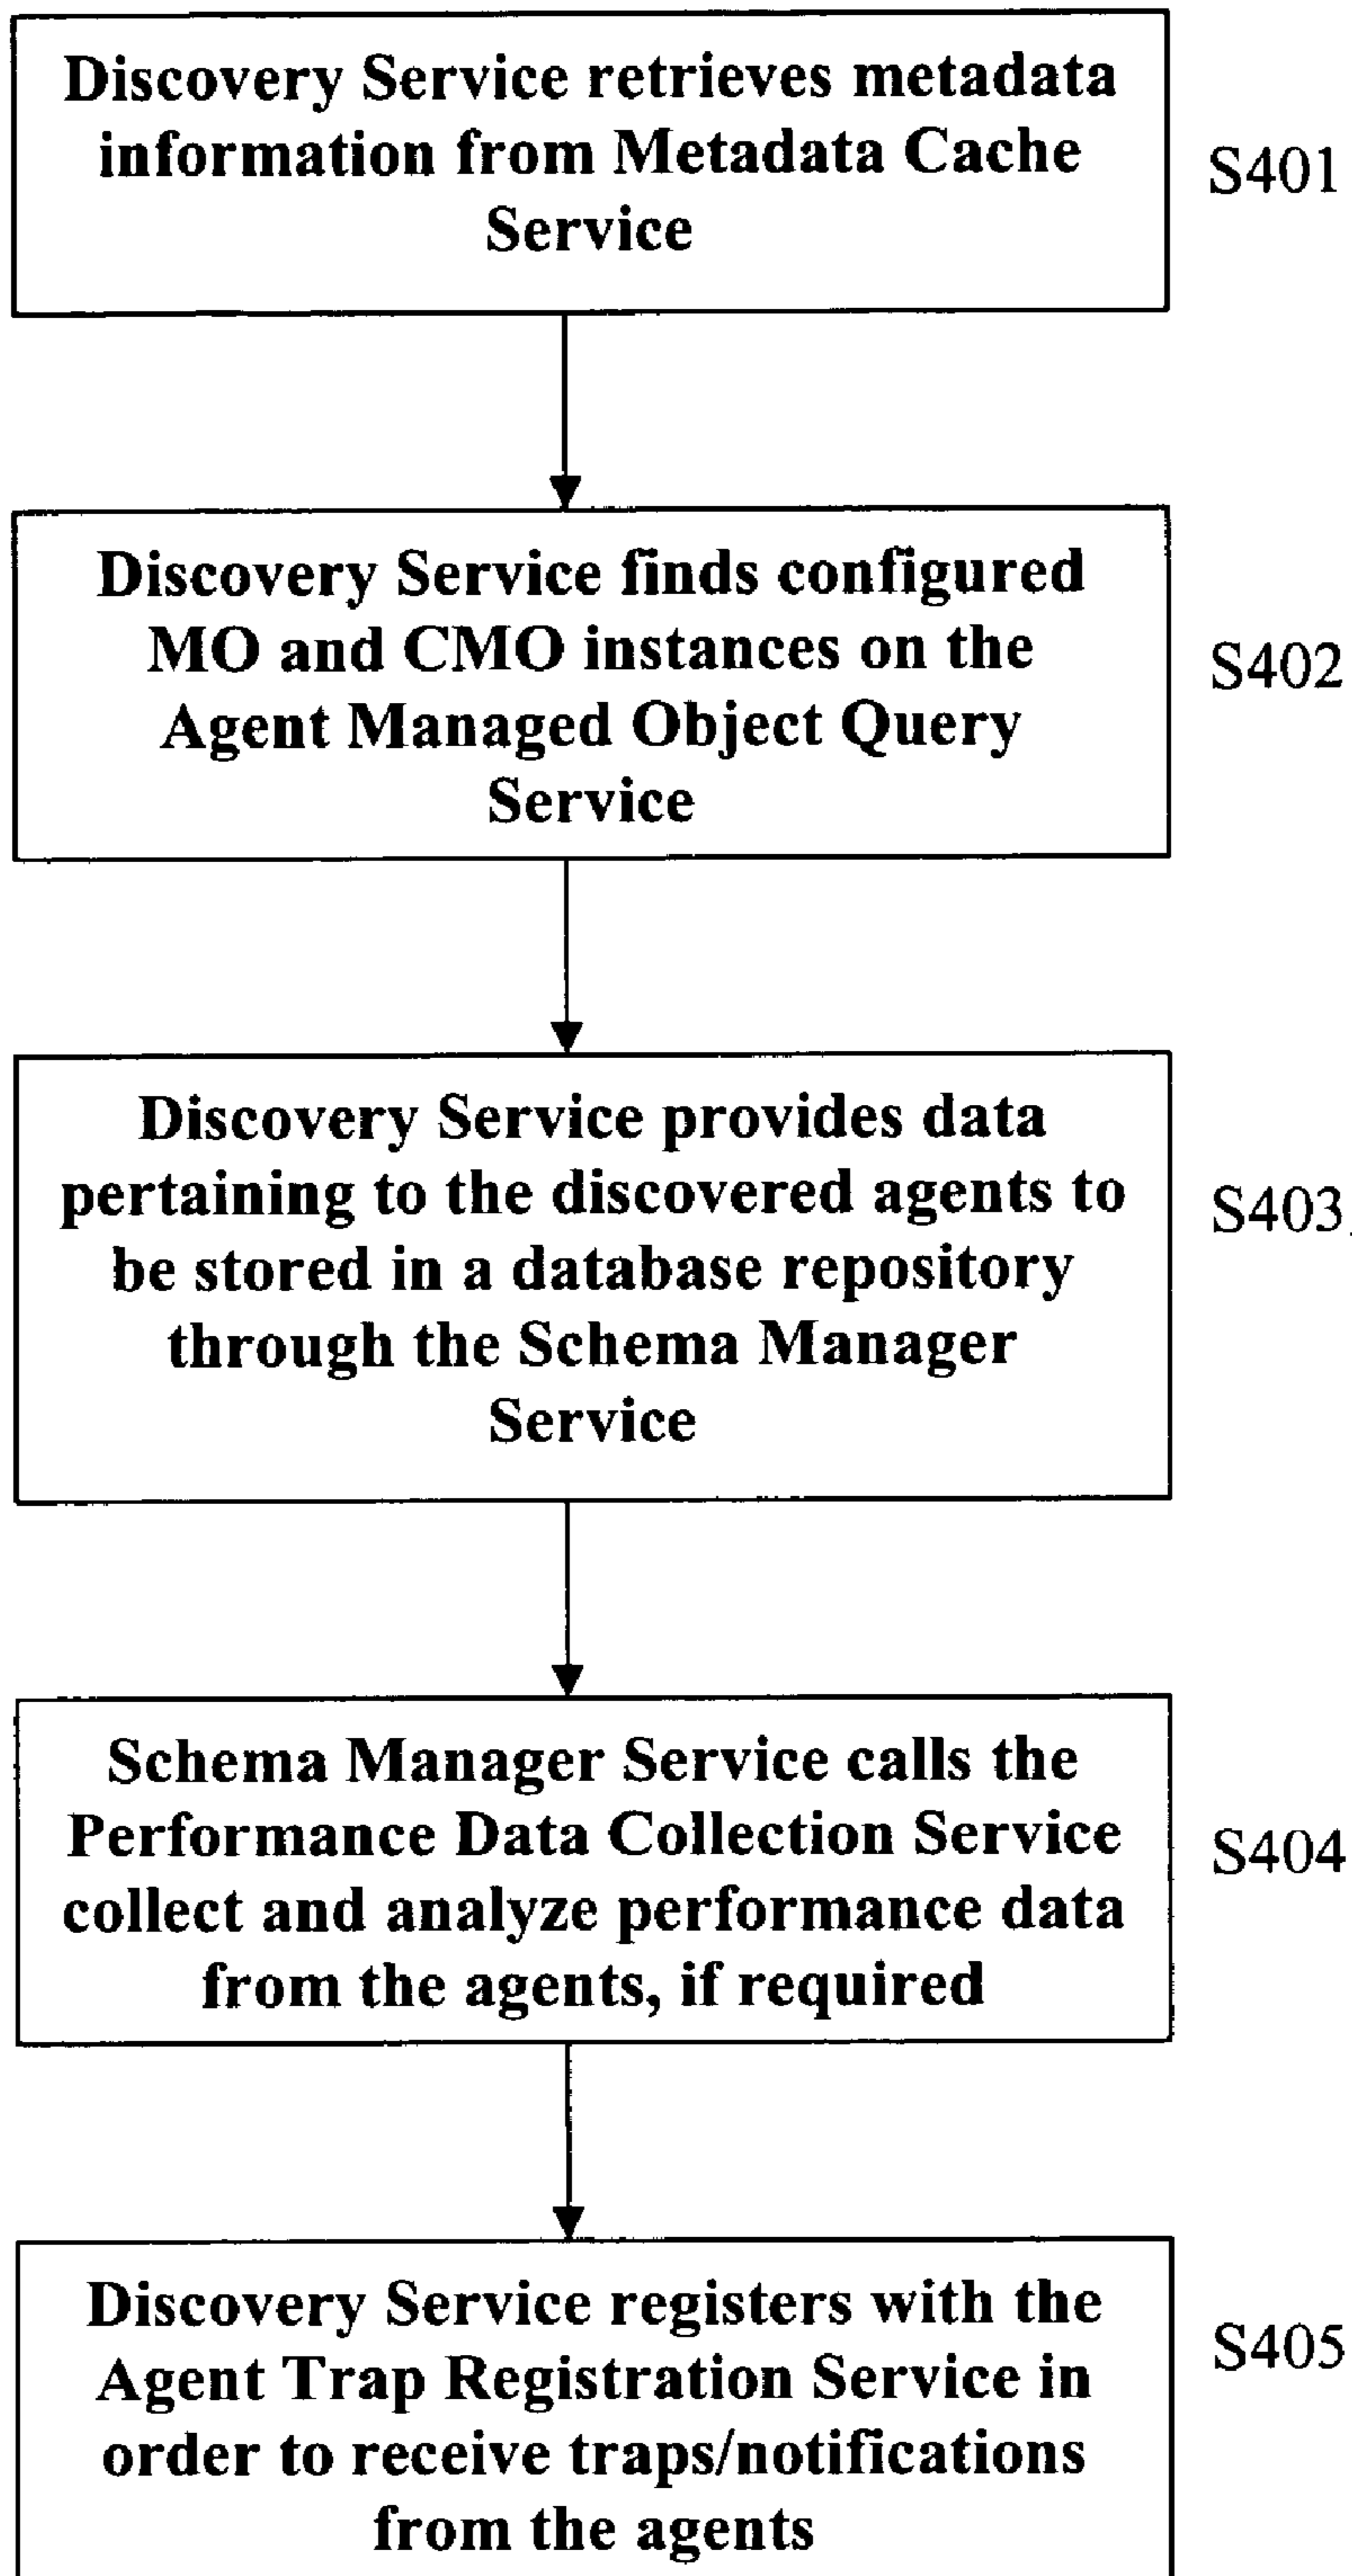 Discovery Service retrieves metadata
information from Metadata Cache
Service
S401
Discovery Service finds configured
MO and CMO instances on the
Agent Managed Object Query
Service
S402
Discovery Service provides data
pertaining to the discovered agents to
be stored in a database repository
through the Schema Manager
Service
S403
Schema Manager Service calls the
Performance Data Collection Service
collect and analyze performance data
from the agents, if required
S404
Discovery Service registers with the
Agent Trap Registration Service in
order to receive traps/notifications
from the agents
S405